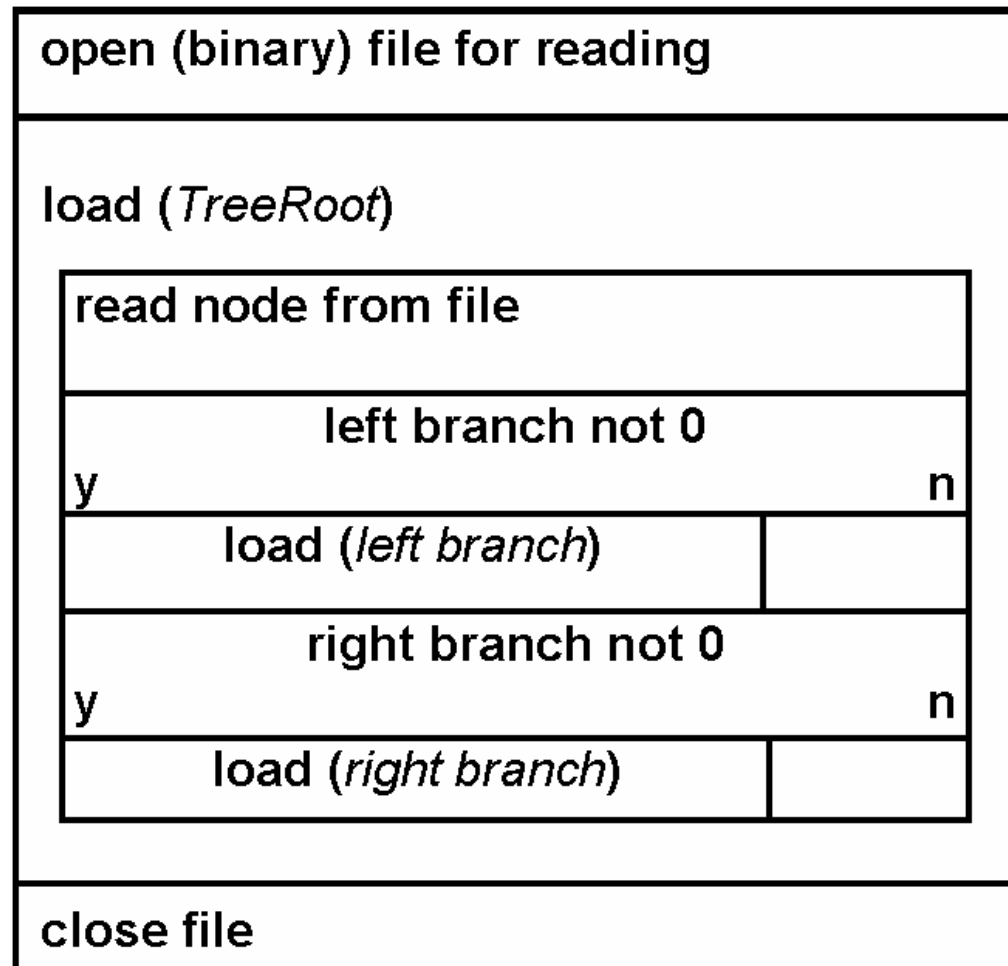 open (binary) file for reading
load (TreeRoot)
read node from file
left branch not 0
y n
load (left branch)
right branch not 0
y n
load (right branch)
close file